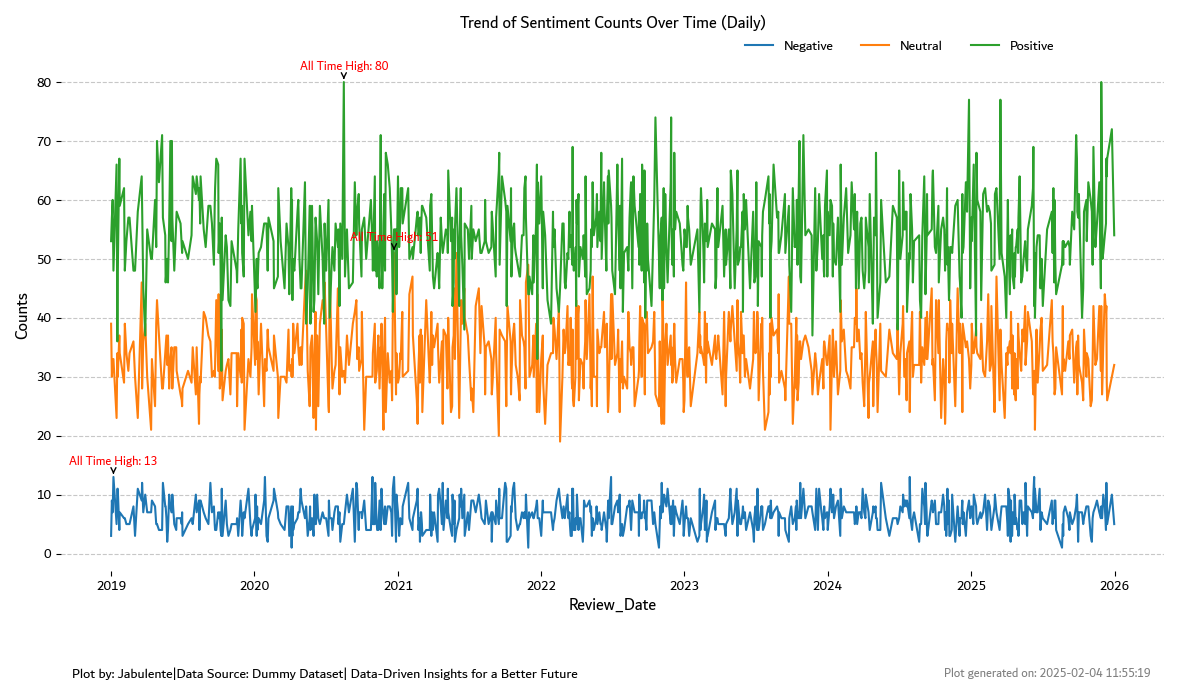 Trend of Sentiment Counts Over Time (Daily)
Negative Neutral Positive
All Time High: 80
80
70
60
All Time High: 51
50
40
30
20
All Time High: 13
10
0
Counts
2019 2020 2021 2022 2023 2024 2025 2026
Review_Date
Plot by: Jabulente|Data Source: Dummy Dataset| Data-Driven Insights for a Better Future
Plot generated on: 2025-02-04 11:55:19